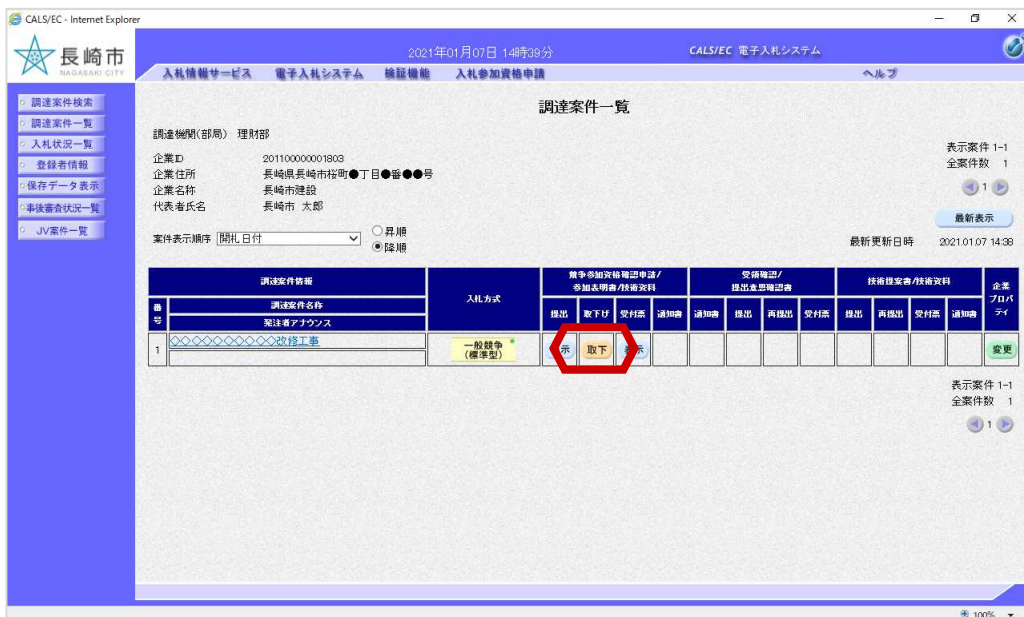 CALS/EC - Internet Explorer
長崎市
NAGASAKI CITY
2021年01月07日 14時39分
CALS/EC 電子入札システム
入札情報サービス 電子入札システム 検証機能 入札参加資格申請 ヘルプ
調達案件検索
調達案件一覧
入札状況一覧
登録者情報
保存データ表示
事後審査状況一覧
JV案件一覧
調達案件一覧
調達機関(部局) 理財部
企業ID 201100000001803
企業住所 長崎県長崎市桜町●丁目●番●●号
企業名称 長崎市建設
代表者氏名 長崎市 太郎
表示案件 1-1
全案件数 1
1
最新表示
案件表示順序 開札日付
昇順
降順
最新更新日時 2021.01.07 14:38
調達案件情報
番号
調達案件名称
発注者アナウンス
入札方式
競争参加資格確認申請/
参加表明書/技術資料
受領確認/
提出意思確認書
技術提案書/技術資料
企業
プロパ
ティ
提出 取下げ 受付票 通知書 通知書 提出 再提出 受付票 提出 再提出 受付票 通知書
1 ◇◇◇◇◇◇◇◇◇◇改修工事
一般競争
(標準型)
示 取下 示 変更
表示案件 1-1
全案件数 1
1
100%